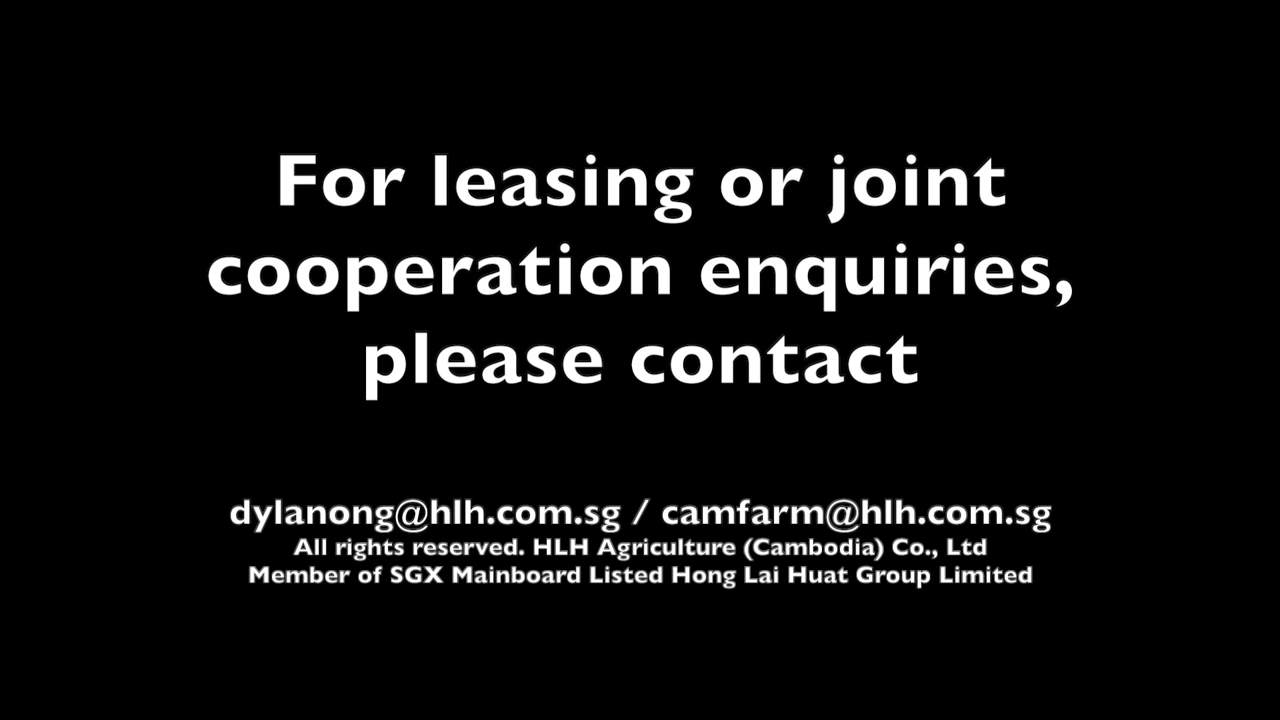 For leasing or joint
cooperation enquiries,
please contact
dylanong@hlh.com.sg / camfarm@hlh.com.sg
All rights reserved. HLH Agriculture (Cambodia) Co., Ltd
Member of SGX Mainboard Listed Hong Lai Huat Group Limited